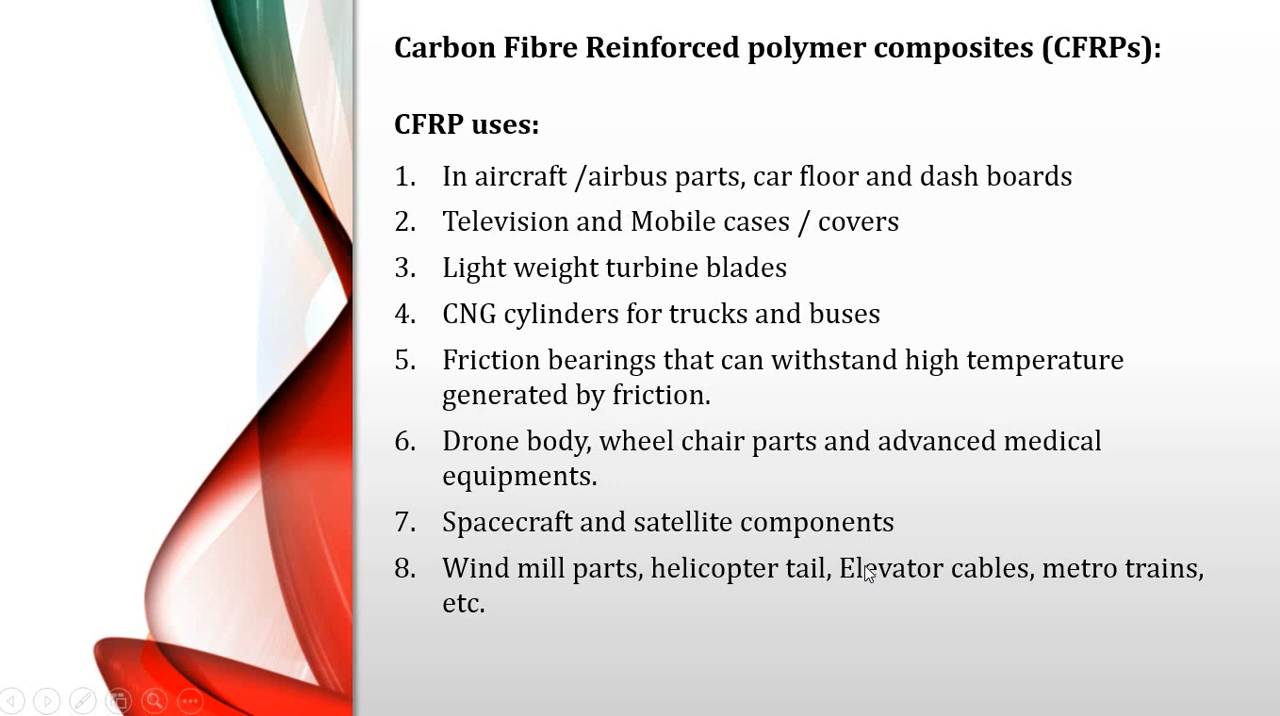 Carbon Fibre Reinforced polymer composites (CFRPs):
CFRP uses:
1. In aircraft /airbus parts, car floor and dash boards
2. Television and Mobile cases / covers
3. Light weight turbine blades
4. CNG cylinders for trucks and buses
5. Friction bearings that can withstand high temperature
generated by friction.
6. Drone body, wheel chair parts and advanced medical
equipments.
7. Spacecraft and satellite components
8. Wind mill parts, helicopter tail, Elevator cables, metro trains,
etc.